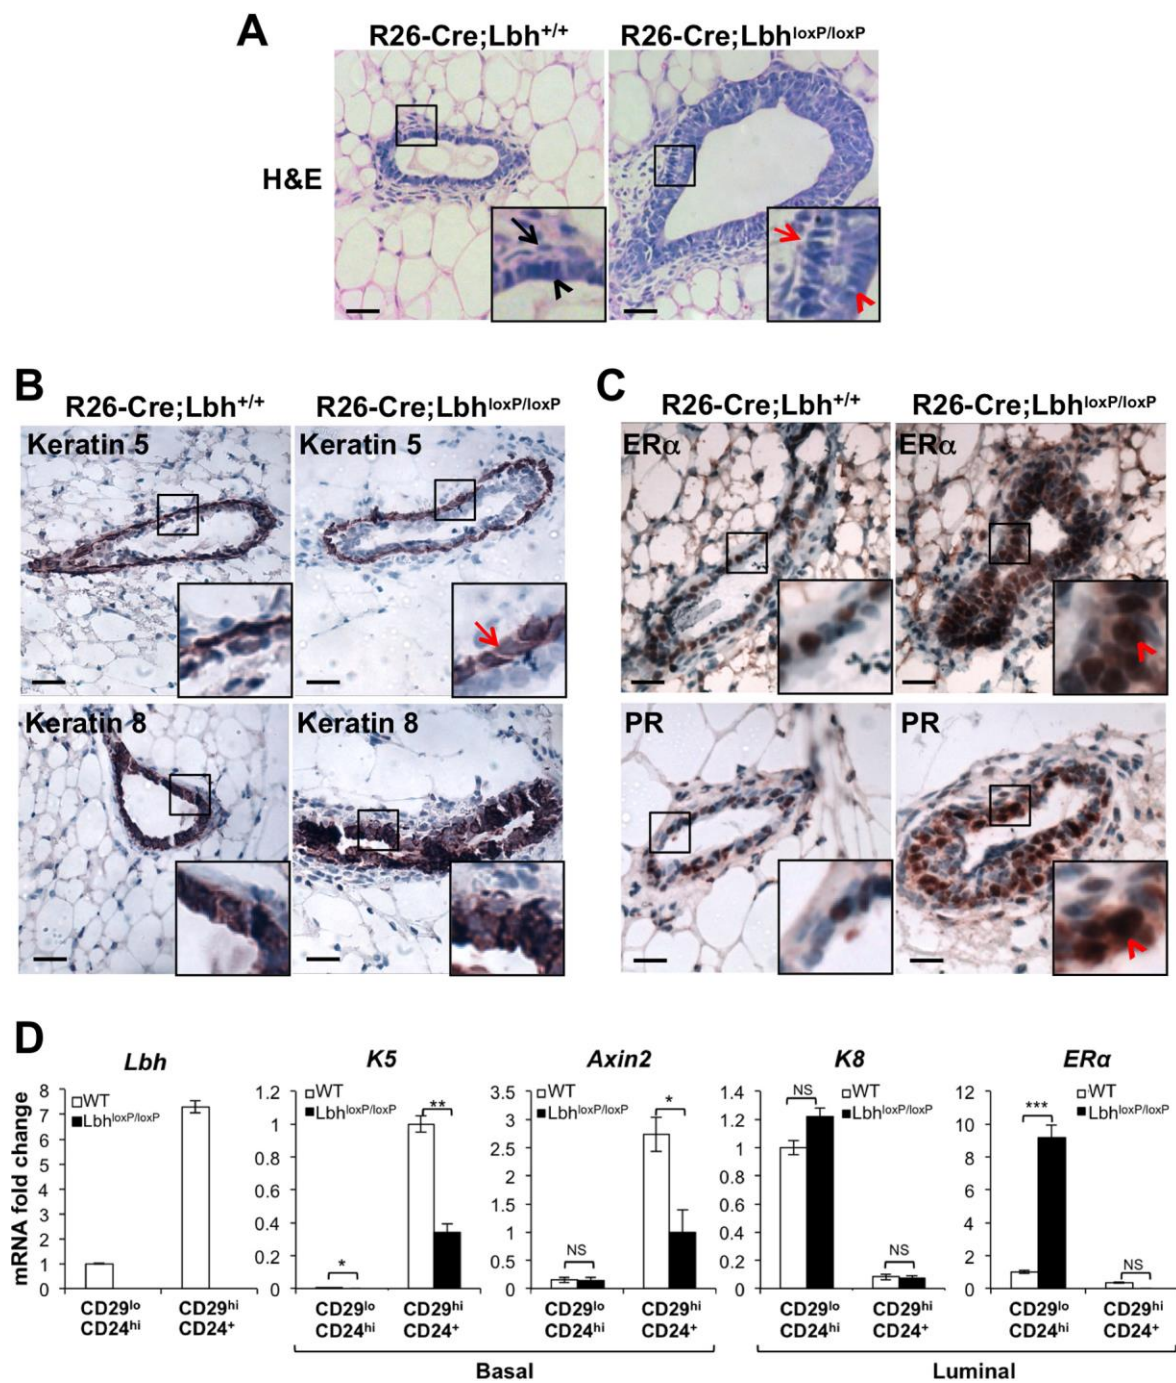 A
R26-Cre;Lbh+/+ R26-Cre;LbhloxP/loxP
H&E
B
R26-Cre;Lbh+/+ R26-Cre;LbhloxP/loxP
Keratin 5 Keratin 5
Keratin 8 Keratin 8
C
R26-Cre;Lbh+/+ R26-Cre;LbhloxP/loxP
ERα ERα
PR PR
D
mRNA fold change
Lbh
WT
LbhloxP/loxP
8
7
6
5
4
3
2
1
0
CD29lo CD29hi
CD24hi CD24+
K5
WT
LbhloxP/loxP
**
*
1.2
1
0.8
0.6
0.4
0.2
0
CD29lo CD29hi
CD24hi CD24+
Axin2
WT
LbhloxP/loxP
*
NS
3.5
3
2.5
2
1.5
1
0.5
0
CD29lo CD29hi
CD24hi CD24+
Basal
K8
NS
WT
LbhloxP/loxP
NS
1.4
1.2
1
0.8
0.6
0.4
0.2
0
CD29lo CD29hi
CD24hi CD24+
ERα
WT
LbhloxP/loxP
***
NS
12
10
8
6
4
2
0
CD29lo CD29hi
CD24hi CD24+
Luminal